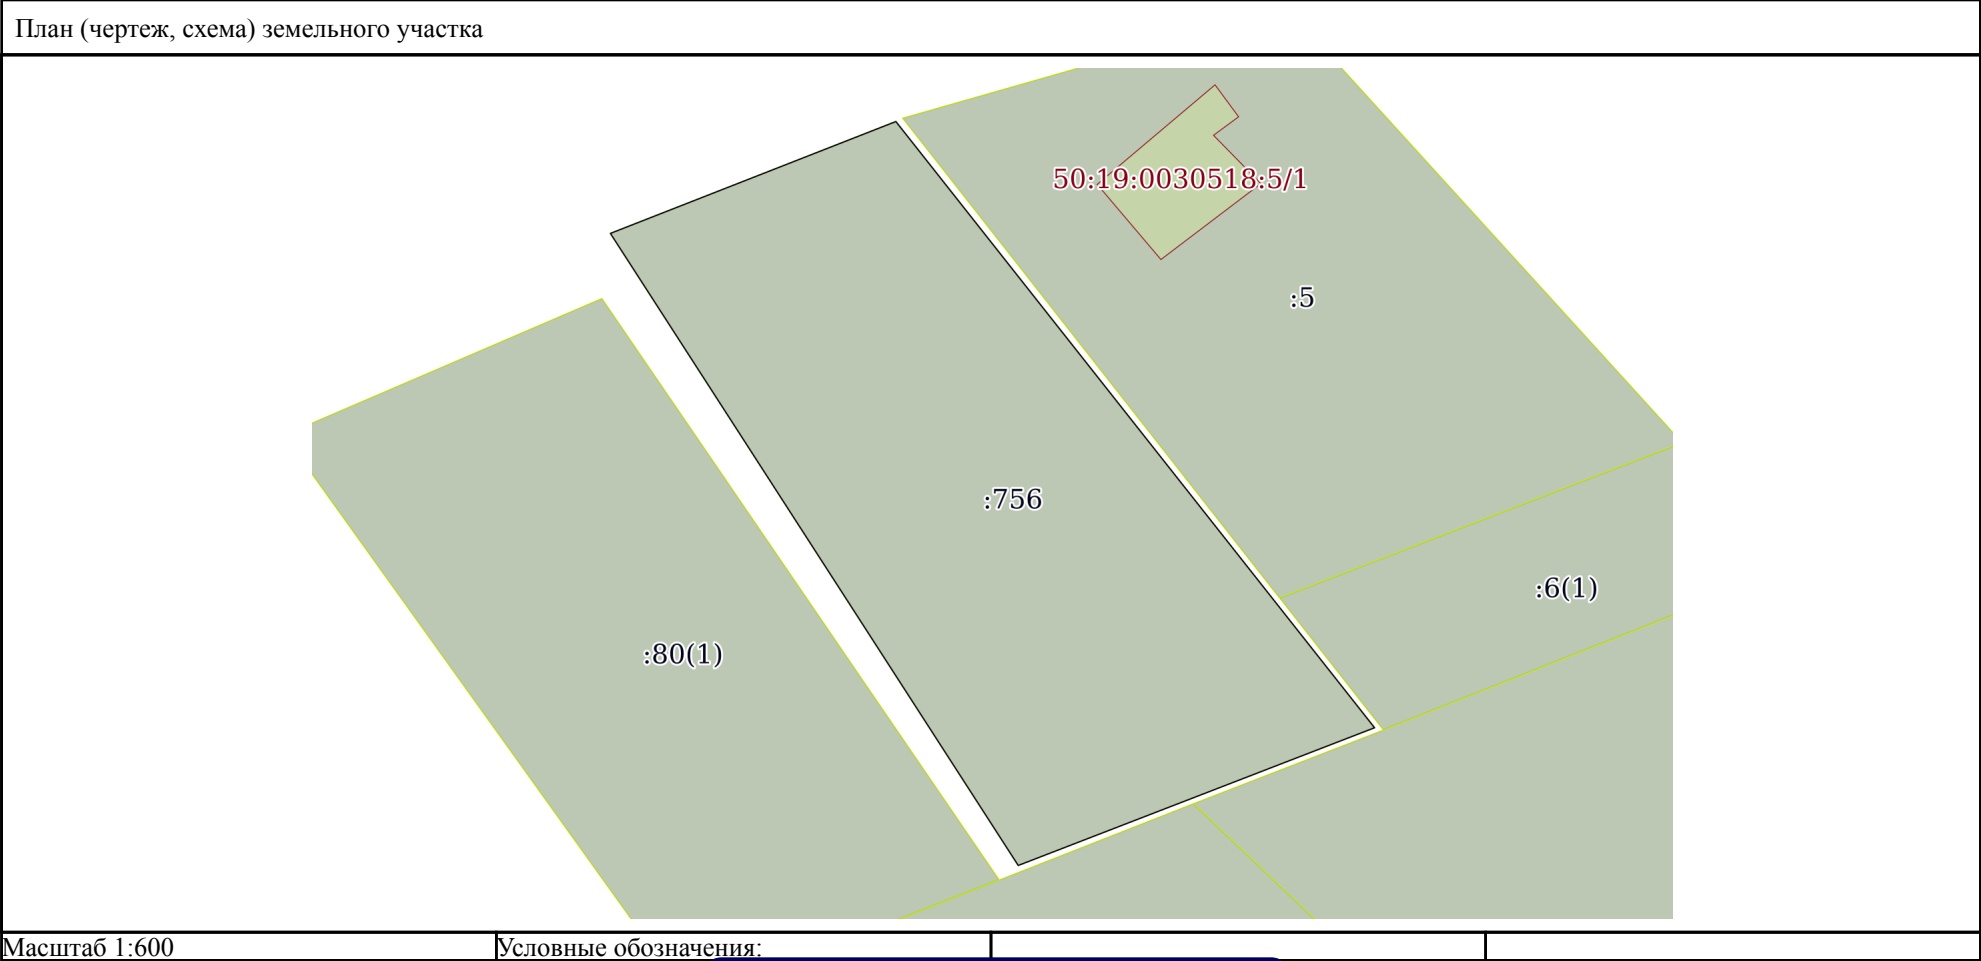 План (чертеж, схема) земельного участка
50:19:0030518:5/1
:5
:756
:6(1)
:80(1)
Масштаб 1:600
Условные обозначения: